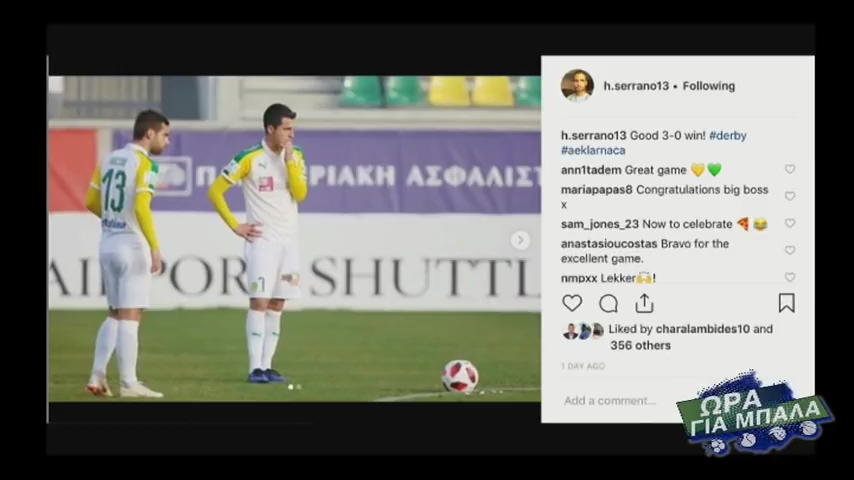 h.serrano13 • Following
h.serrano13 Good 3-0 win! #derby
#aeklarnaca
ann1tadem Great game 💛💚
mariapapas8 Congratulations big boss
x
sam_jones_23 Now to celebrate 🍕😂
anastasioucostas Bravo for the
excellent game.
nmpxx Lekker🙌!
Liked by charalambides10 and
356 others
1 DAY AGO
Add a comment...
ΡΙΑΚΗ ΑΣΦΑΛΙΣ
SHUTTL
13
7
ΩΡΑ
ΓΙΑ ΜΠΑΛΑ